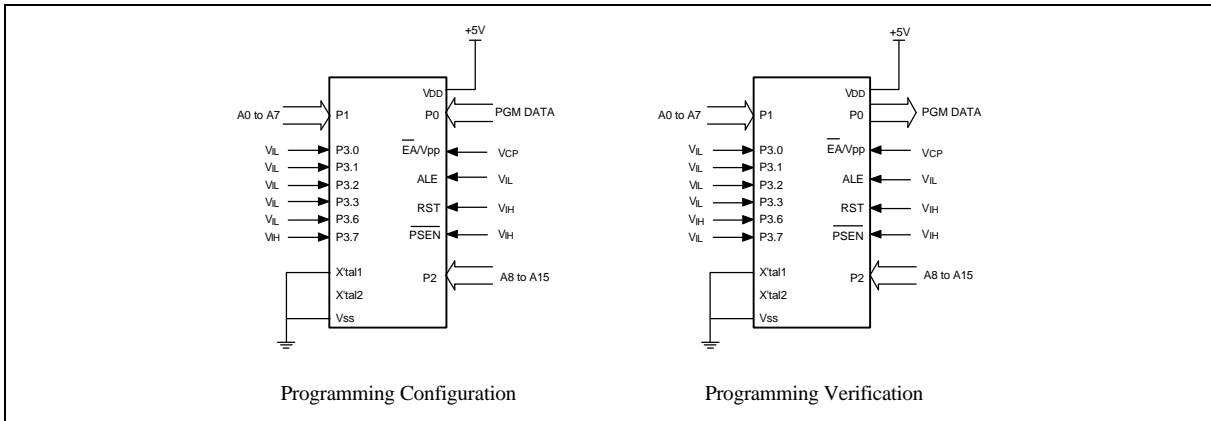 +5V
VDD
A0 to A7
P1
P0
PGM DATA
VIL
P3.0
EA/Vpp
VCP
VIL
P3.1
VIL
P3.2
ALE
VIL
VIL
P3.3
RST
VIH
VIL
P3.6
VIH
P3.7
PSEN
VIH
X'tal1
P2
A8 to A15
X'tal2
Vss
Programming Configuration
+5V
VDD
A0 to A7
P1
P0
PGM DATA
VIL
P3.0
EA/Vpp
VCP
VIL
P3.1
VIL
P3.2
ALE
VIL
VIL
P3.3
RST
VIH
VIH
P3.6
VIL
P3.7
PSEN
VIH
X'tal1
P2
A8 to A15
X'tal2
Vss
Programming Verification